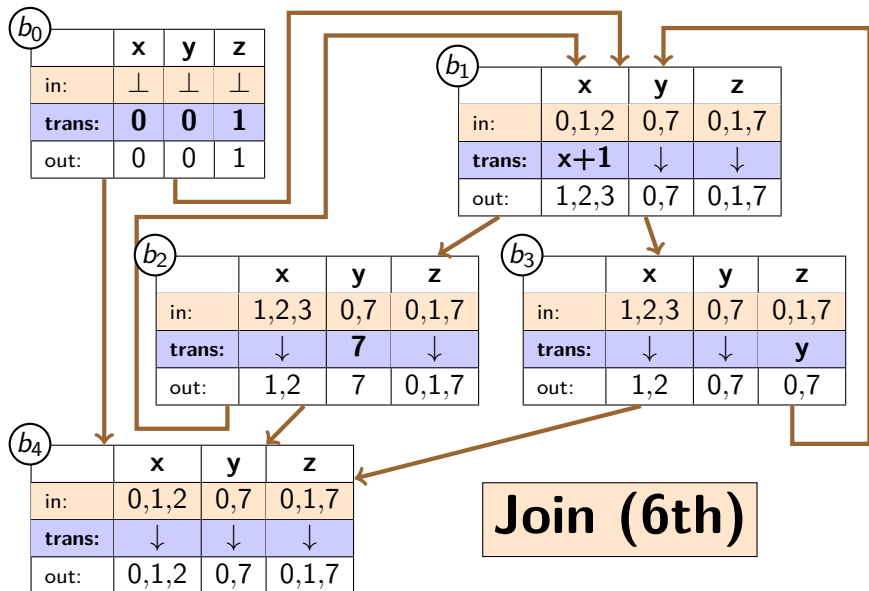 b0
x y z
in: ⊥ ⊥ ⊥
trans: 0 0 1
out: 0 0 1
b1
x y z
in: 0,1,2 0,7 0,1,7
trans: x+1 ↓ ↓
out: 1,2,3 0,7 0,1,7
b2
x y z
in: 1,2,3 0,7 0,1,7
trans: ↓ 7 ↓
out: 1,2 7 0,1,7
b3
x y z
in: 1,2,3 0,7 0,1,7
trans: ↓ ↓ y
out: 1,2 0,7 0,7
b4
x y z
in: 0,1,2 0,7 0,1,7
trans: ↓ ↓ ↓
out: 0,1,2 0,7 0,1,7
Join (6th)